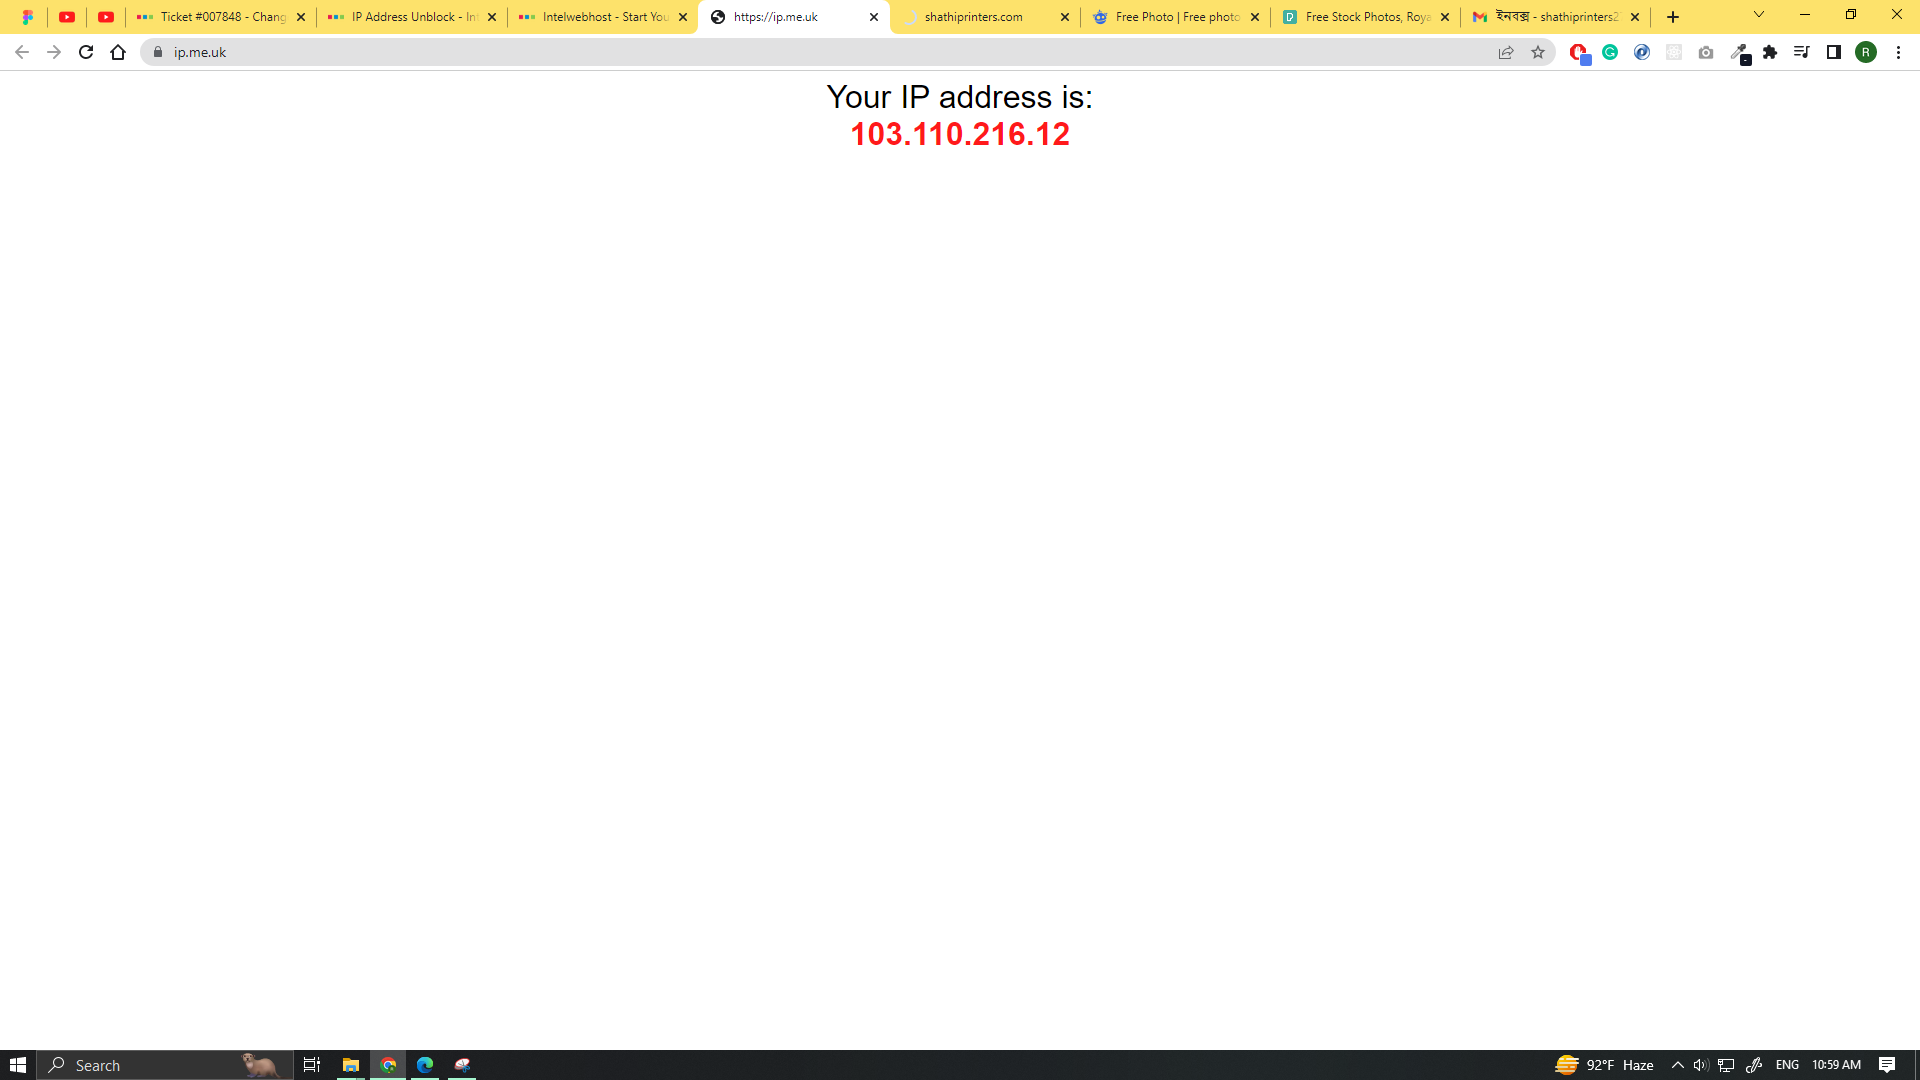 Ticket #007848 - Chang
IP Address Unblock - Int
Intelwebhost - Start You
https://ip.me.uk
shathiprinters.com
Free Photo | Free photo
Free Stock Photos, Roya
ইনবক্স - shathiprinters2
ip.me.uk
R
Your IP address is:
103.110.216.12
Search
92°F Haze
ENG
10:59 AM